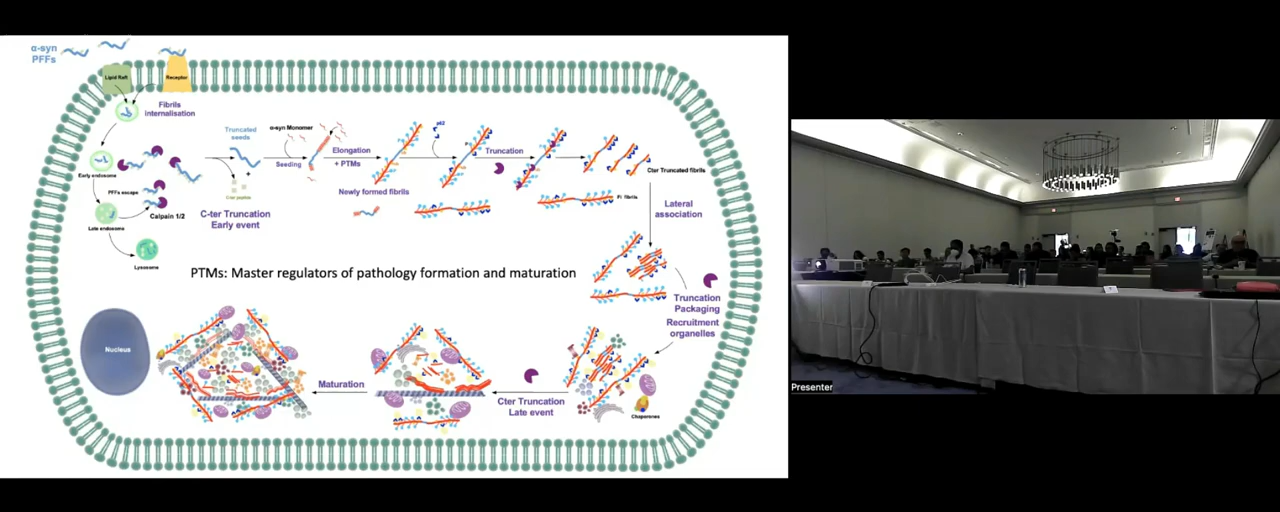 α-syn
PFFs
Lipid Raft
Receptor
Fibrils
internalisation
Early endosome
PFFs escape
Calpain 1/2
Late endosome
Lysosome
Truncated
seeds
+
C-ter Truncation
Early event
α-syn Monomer
Seeding
Elongation
+ PTMs
Newly formed fibrils
p62
Truncation
Cter Truncated fibrils
Fl fibrils
Lateral
association
PTMs: Master regulators of pathology formation and maturation
Truncation
Packaging
Recruitment
organelles
Chaperones
Cter Truncation
Late event
Maturation
Nucleus
Presenter